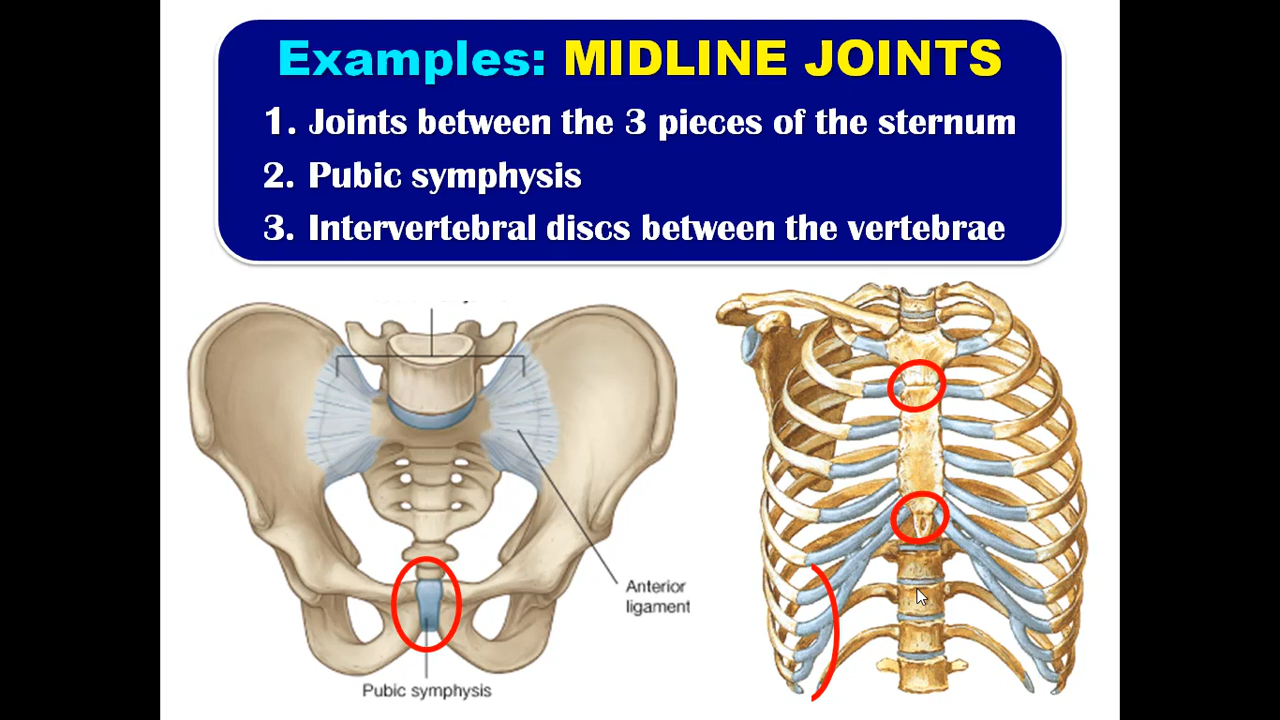 Examples: MIDLINE JOINTS
1. Joints between the 3 pieces of the sternum
2. Pubic symphysis
3. Intervertebral discs between the vertebrae
Anterior
ligament
Pubic symphysis